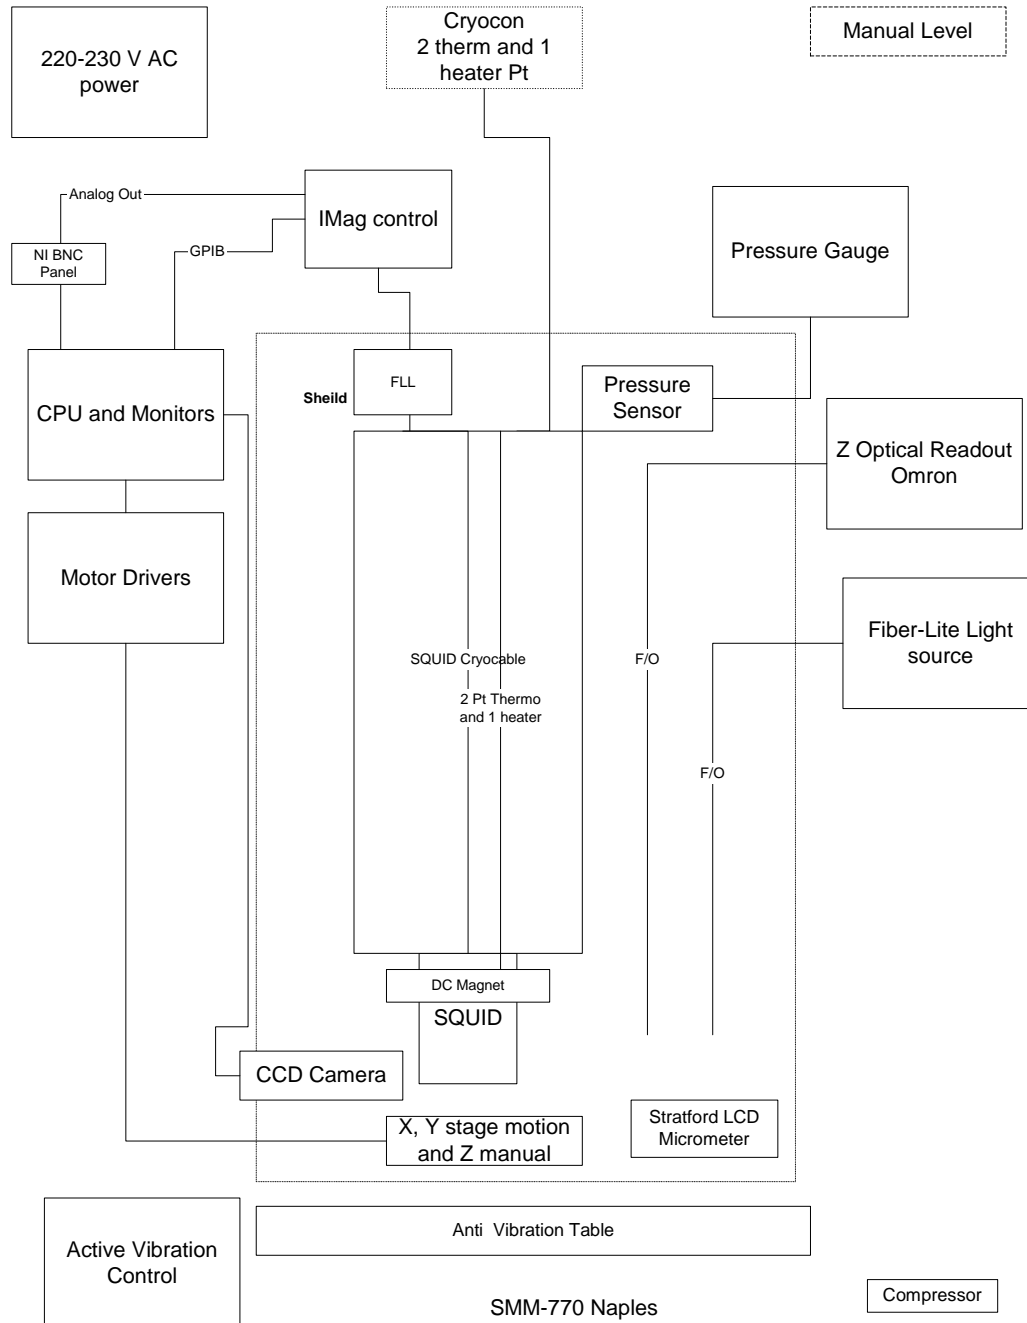 220-230 V AC
power
Cryocon
2 therm and 1
heater Pt
Manual Level
Analog Out
IMag control
NI BNC
Panel
GPIB
Pressure Gauge
CPU and Monitors
Sheild
FLL
Pressure
Sensor
Z Optical Readout
Omron
Motor Drivers
Fiber-Lite Light
source
SQUID Cryocable
F/O
2 Pt Thermo
and 1 heater
F/O
DC Magnet
SQUID
CCD Camera
X, Y stage motion
and Z manual
Stratford LCD
Micrometer
Active Vibration
Control
Anti Vibration Table
SMM-770 Naples
Compressor